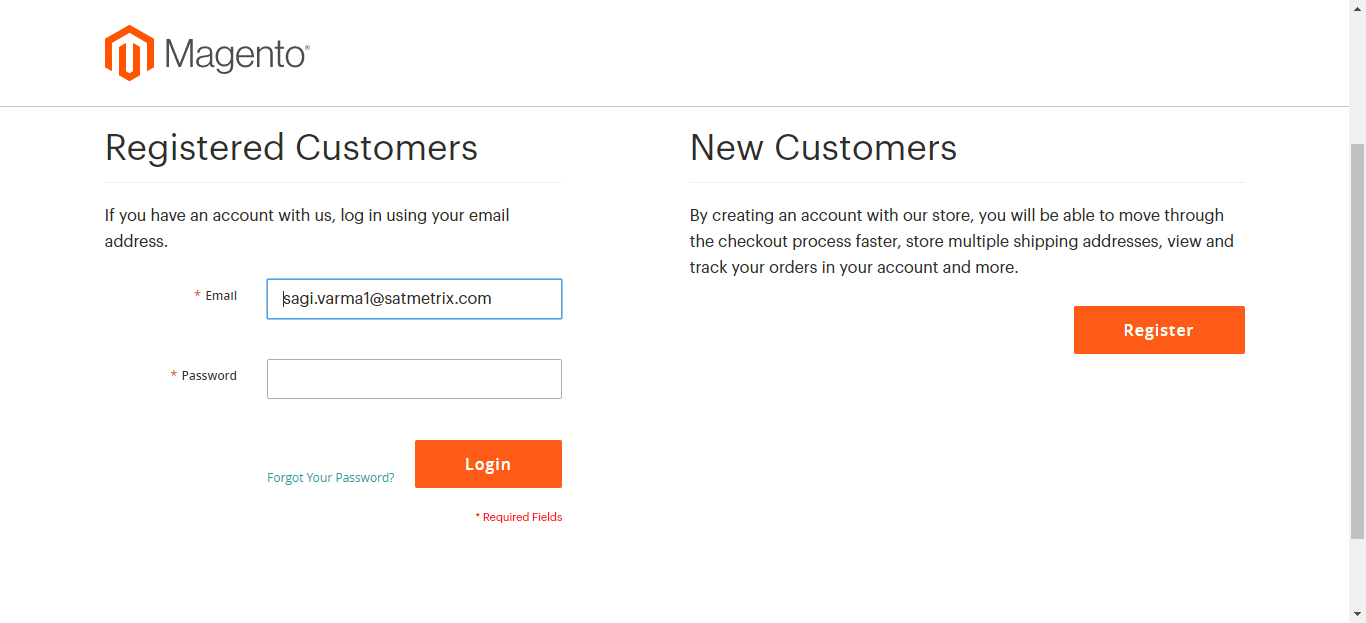 Magento®
Registered Customers
If you have an account with us, log in using your email
address.
* Email
sagi.varma1@satmetrix.com
* Password
Forgot Your Password?
Login
* Required Fields
New Customers
By creating an account with our store, you will be able to move through
the checkout process faster, store multiple shipping addresses, view and
track your orders in your account and more.
Register